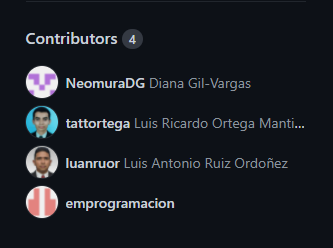 Contributors 4
NeomuraDG Diana Gil-Vargas
tattortega Luis Ricardo Ortega Manti...
luanruor Luis Antonio Ruiz Ordoñez
emprogramacion